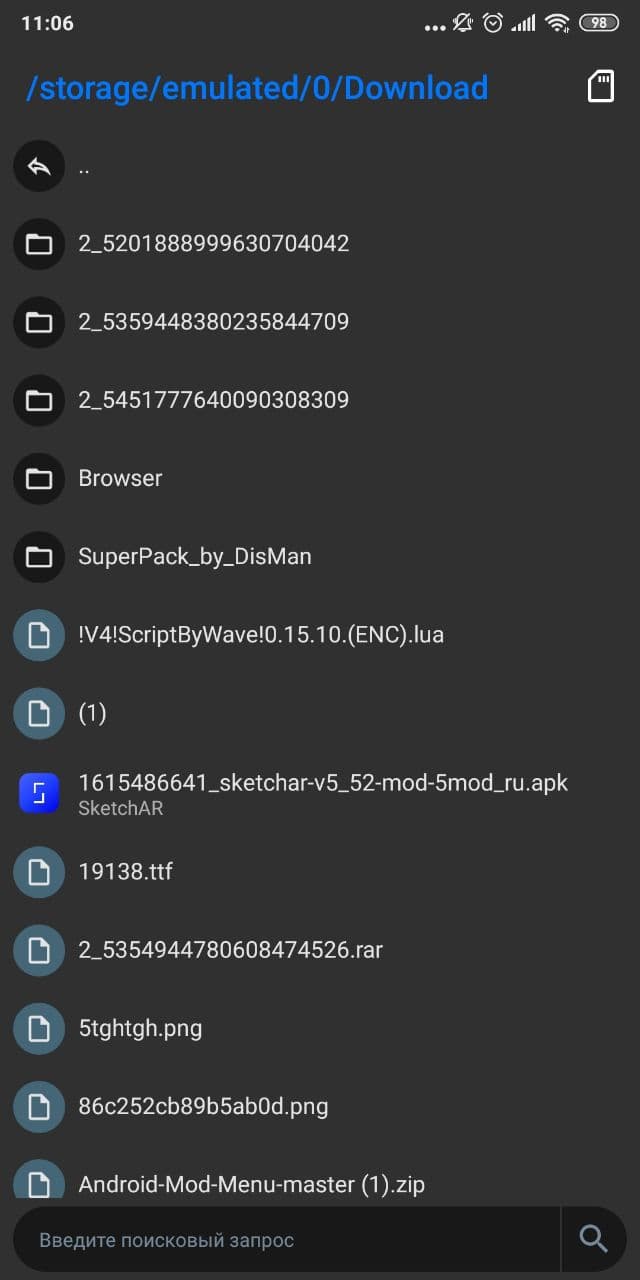 11:06
98
/storage/emulated/0/Download
..
2_5201888999630704042
2_5359448380235844709
2_5451777640090308309
Browser
SuperPack_by_DisMan
!V4!ScriptByWave!0.15.10.(ENC).lua
(1)
1615486641_sketchar-v5_52-mod-5mod_ru.apk
SketchAR
19138.ttf
2_5354944780608474526.rar
5tghtgh.png
86c252cb89b5ab0d.png
Android-Mod-Menu-master (1).zip
Введите поисковый запрос